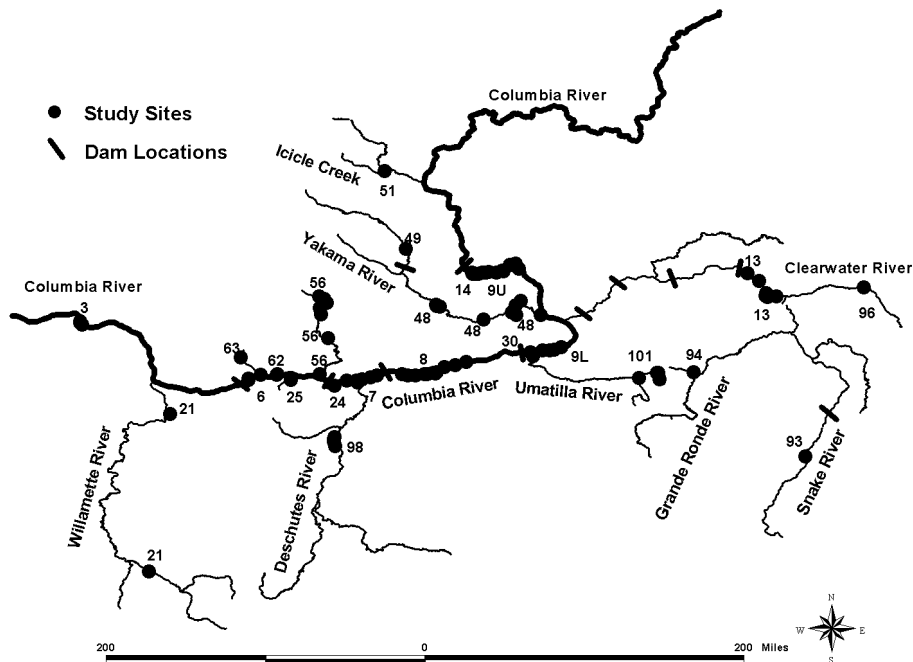 Columbia River
Study Sites
Dam Locations
Icicle Creek
51
49
Yakama River
13
Clearwater River
14
9U
56
Columbia River
3
48
48
48
13
96
56
63
30
9L
62
56
8
101
94
6
25
24
7
Columbia River
Umatilla River
21
98
93
Willamette River
Deschutes River
Grande Ronde River
Snake River
21
N
W
E
S
200
0
200
Miles